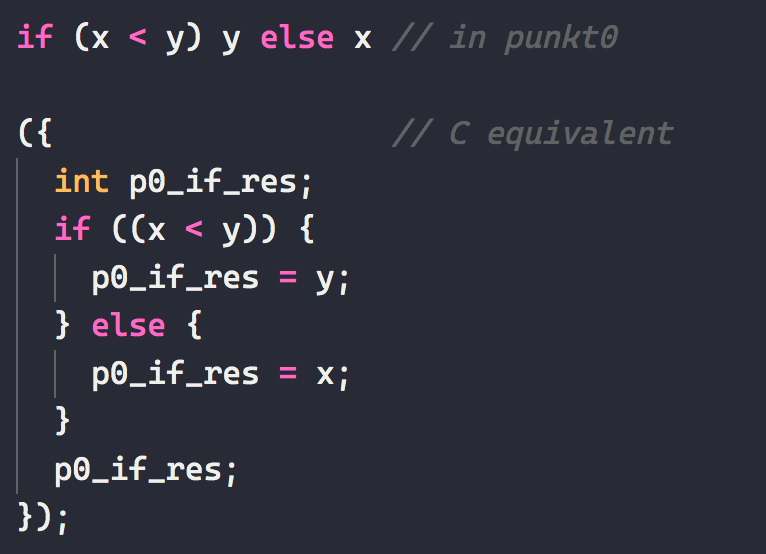 if (x < y) y else x // in punkt0
({ // C equivalent
int p0_if_res;
if ((x < y)) {
p0_if_res = y;
} else {
p0_if_res = x;
}
p0_if_res;
});